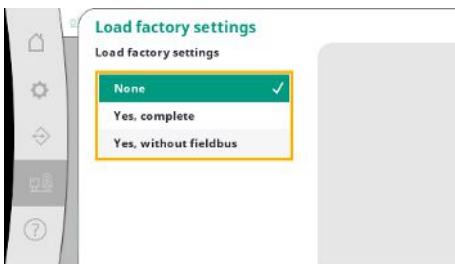 Load factory settings
Load factory settings
None
Yes, complete
Yes, without fieldbus